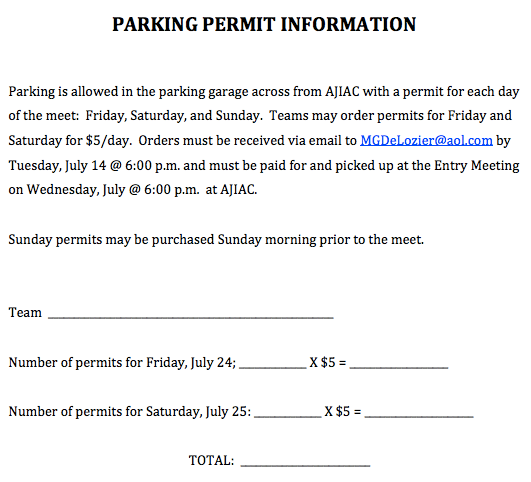 PARKING PERMIT INFORMATION
Parking is allowed in the parking garage across from AJIAC with a permit for each day
of the meet:  Friday, Saturday, and Sunday.  Teams may order permits for Friday and
Saturday for $5/day.  Orders must be received via email to MGDeLozier@aol.com by
Tuesday, July 14 @ 6:00 p.m. and must be paid for and picked up at the Entry Meeting
on Wednesday, July @ 6:00 p.m.  at AJIAC.
Sunday permits may be purchased Sunday morning prior to the meet.
Team ______________________________________
Number of permits for Friday, July 24; _________ X $5 = _____________
Number of permits for Saturday, July 25: _________ X $5 = ______________
TOTAL:  _________________